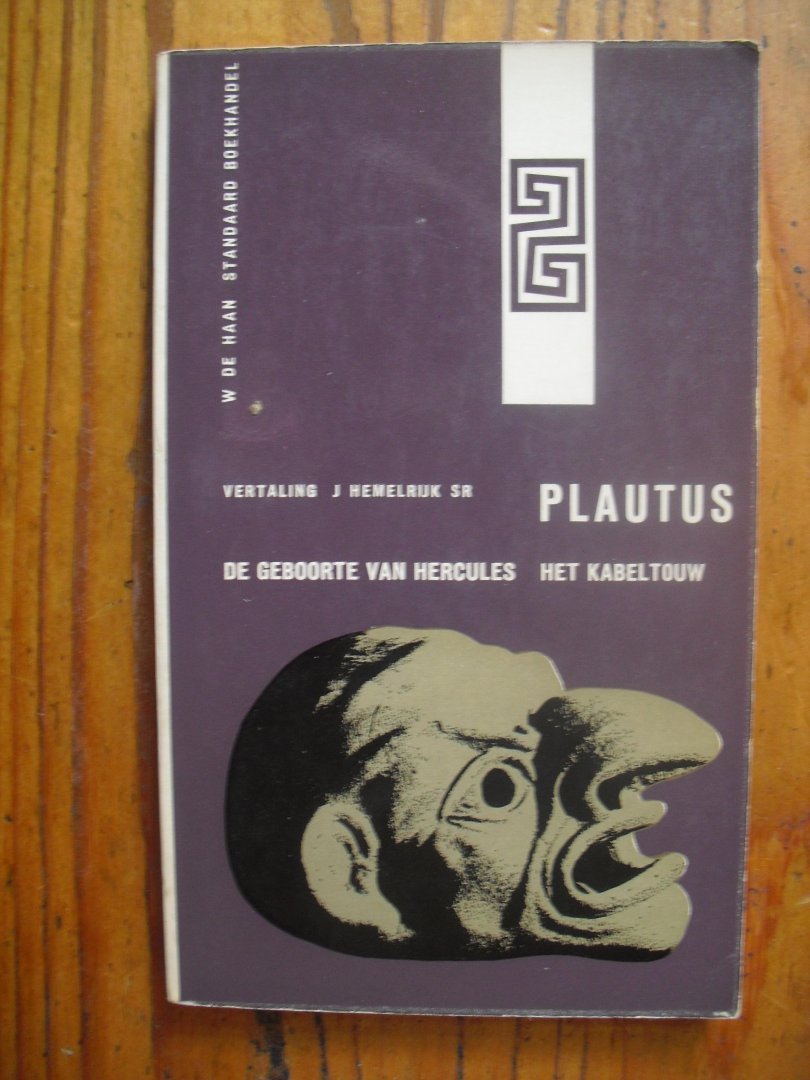 W DE HAAN STANDAARD BOEKHANDEL
VERTALING J HEMELRIJK SR
PLAUTUS
DE GEBOORTE VAN HERCULES HET KABELTOUW